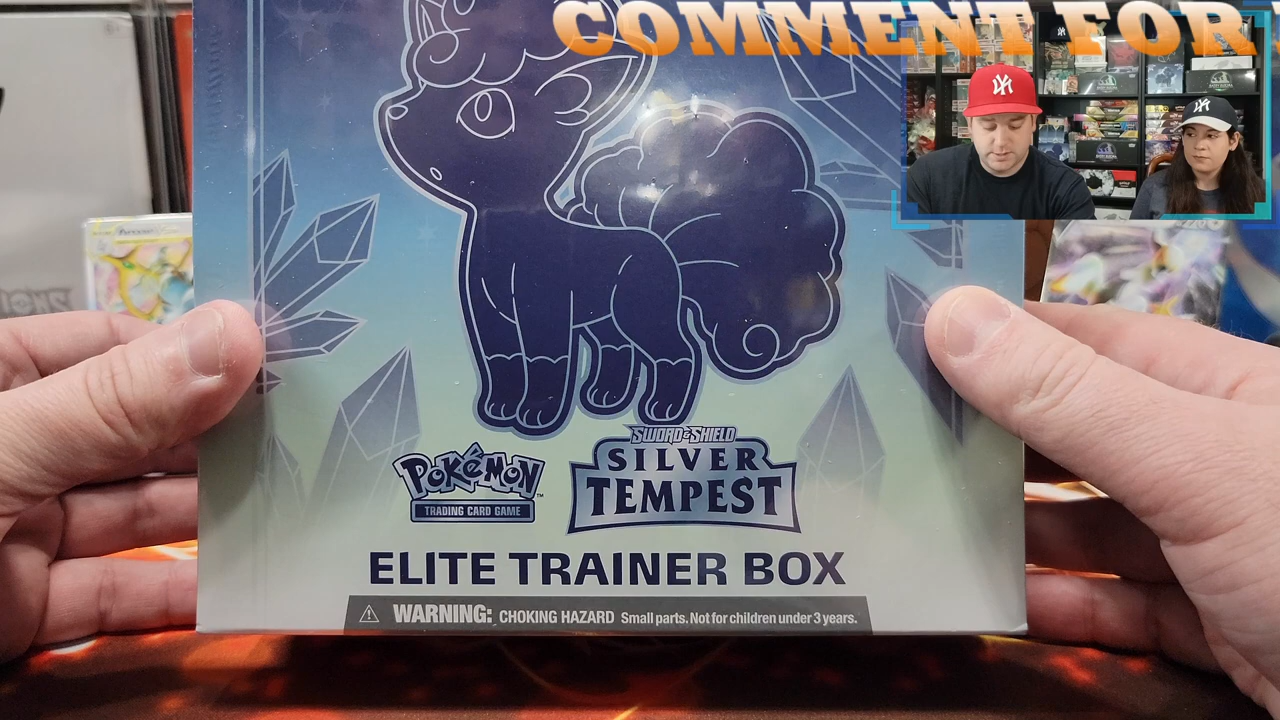 COMMENT FOR
POKéMON™
TRADING CARD GAME
SWORD & SHIELD
SILVER
TEMPEST
ELITE TRAINER BOX
WARNING: CHOKING HAZARD Small parts. Not for children under 3 years.